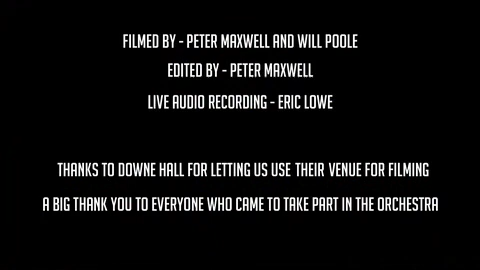 FILMED BY - PETER MAXWELL AND WILL POOLE
EDITED BY - PETER MAXWELL
LIVE AUDIO RECORDING - ERIC LOWE
THANKS TO DOWNE HALL FOR LETTING US USE THEIR VENUE FOR FILMING
A BIG THANK YOU TO EVERYONE WHO CAME TO TAKE PART IN THE ORCHESTRA